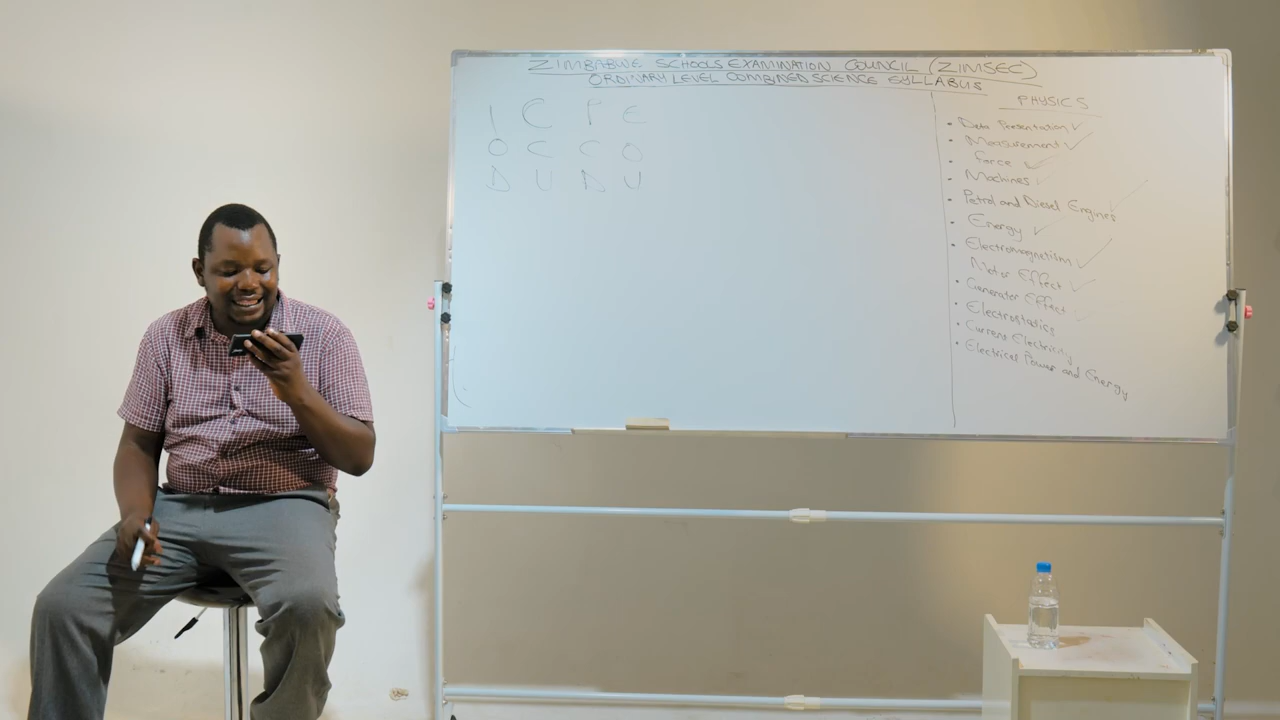 ZIMBABWE SCHOOLS EXAMINATION COUNCIL (ZIMSEC)
ORDINARY LEVEL COMBINED SCIENCE SYLLABUS
I C P E
O C C O
D U D U
PHYSICS
• Data Presentation ✓
• Measurement ✓
• Force ✓
• Machines ✓
• Petrol and Diesel Engines ✓
• Energy ✓
• Electromagnetism ✓
Motor Effect ✓
• Generator Effect
• Electrostatics
• Current Electricity
• Electrical Power and Energy